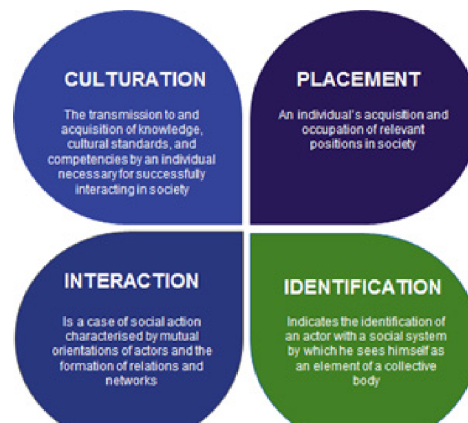 CULTURATION
The transmission to and
acquisition of knowledge,
cultural standards, and
competencies by an individual
necessary for successfully
interacting in society
PLACEMENT
An individual's acquisition and
occupation of relevant
positions in society
INTERACTION
Is a case of social action
characterised by mutual
orientations of actors and the
formation of relations and
networks
IDENTIFICATION
Indicates the identification of
an actor with a social system
by which he sees himself as
an element of a collective
body